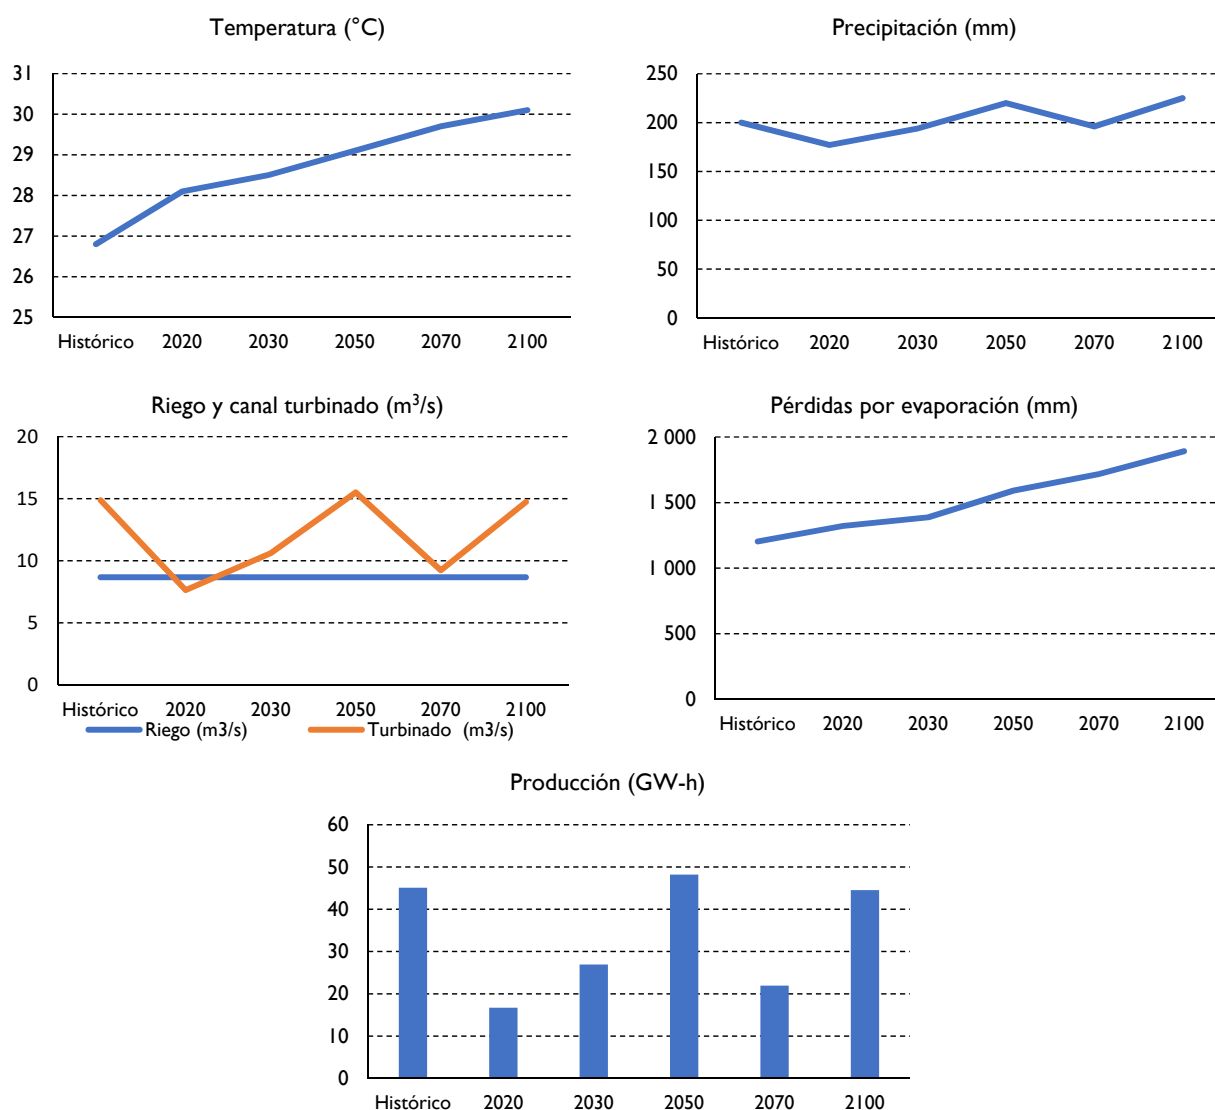 Temperatura (°C)
31
30
29
28
27
26
25
Histórico 2020 2030 2050 2070 2100
Precipitación (mm)
250
200
150
100
50
0
Histórico 2020 2030 2050 2070 2100
Riego y canal turbinado (m³/s)
20
15
10
5
0
Histórico 2020 2030 2050 2070 2100
Riego (m3/s) Turbinado (m3/s)
Pérdidas por evaporación (mm)
2 000
1 500
1 000
500
0
Histórico 2020 2030 2050 2070 2100
Producción (GW-h)
60
50
40
30
20
10
0
Histórico 2020 2030 2050 2070 2100